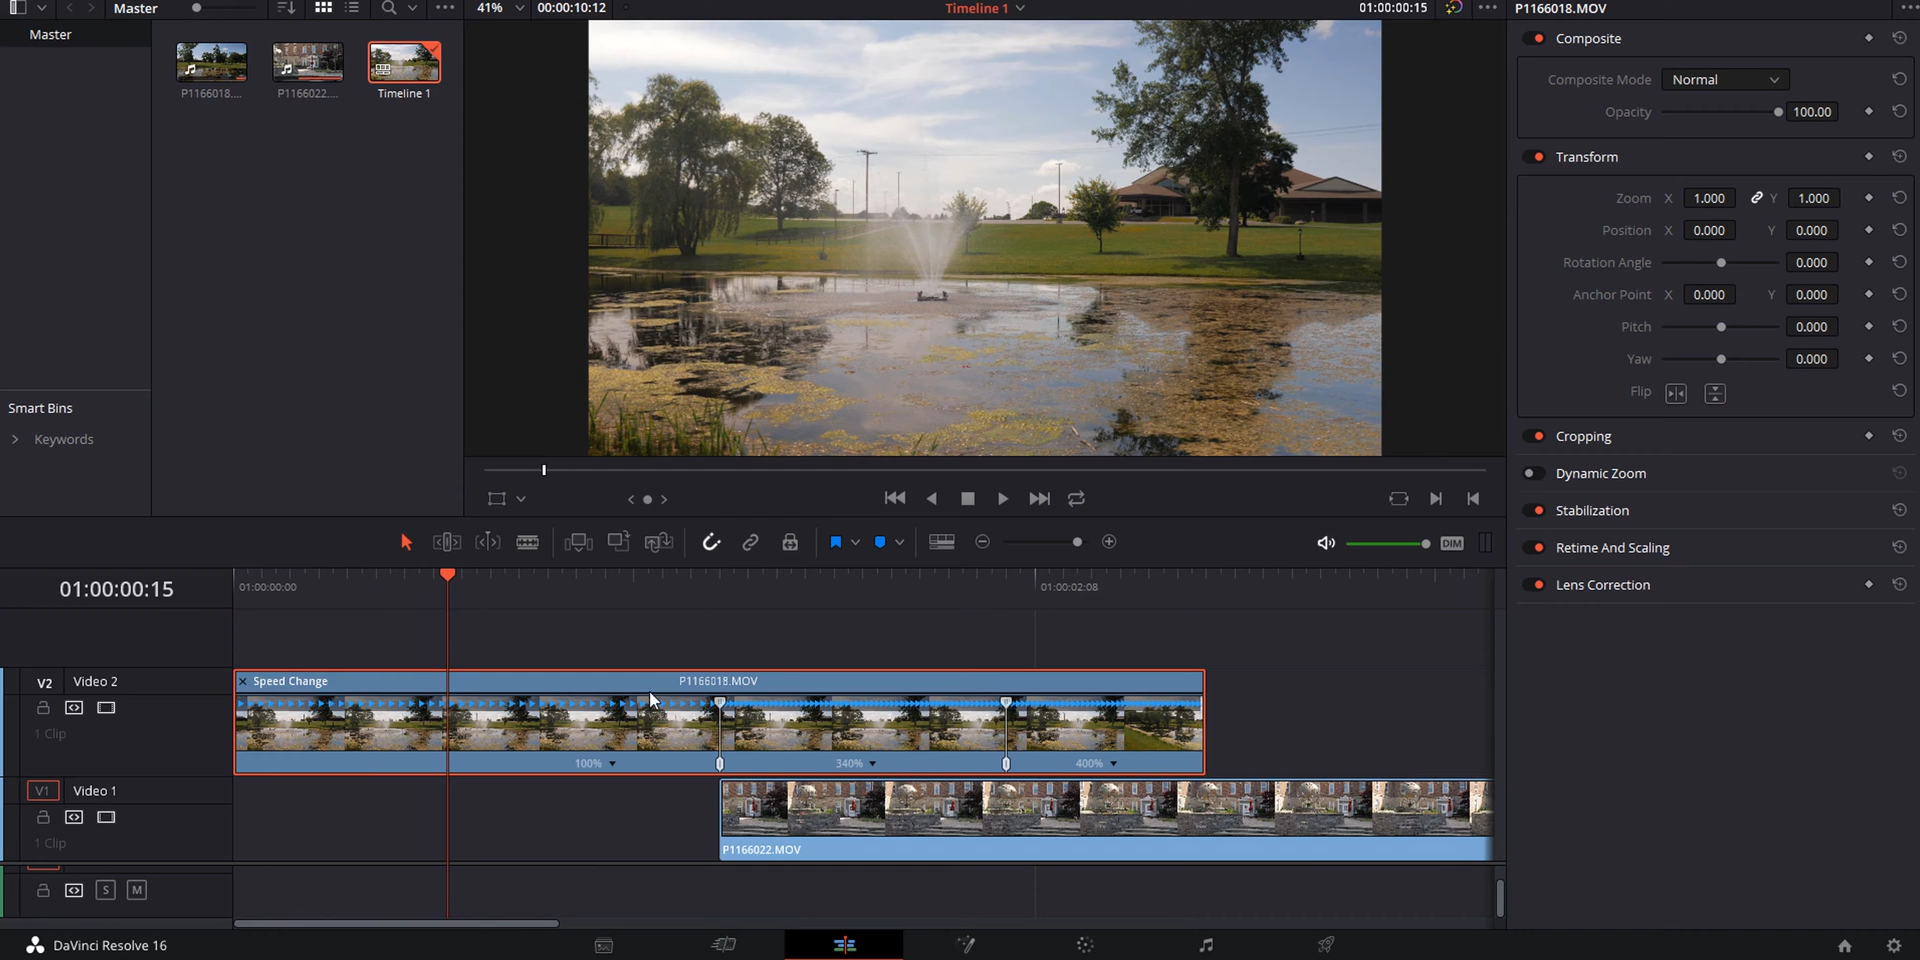 Master
41%
00:00:10:12
Timeline 1
01:00:00:15
P1166018.MOV
Master
P1166018....
P1166022....
Timeline 1
Smart Bins
Keywords
Composite
Composite Mode
Normal
Opacity
100.00
Transform
Zoom X 1.000 Y 1.000
Position X 0.000 Y 0.000
Rotation Angle 0.000
Anchor Point X 0.000 Y 0.000
Pitch 0.000
Yaw 0.000
Flip
Cropping
Dynamic Zoom
Stabilization
Retime And Scaling
Lens Correction
DIM
01:00:00:15
01:00:00:00
01:00:02:08
V2 Video 2
1 Clip
Speed Change
P1166018.MOV
100%
340%
400%
V1 Video 1
1 Clip
P1166022.MOV
S M
DaVinci Resolve 16